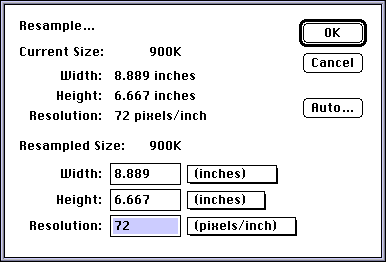 Resample...
OK
Current Size: 900K
Cancel
Width: 8.889 inches
Height: 6.667 inches
Resolution: 72 pixels/inch
Auto...
Resampled Size: 900K
Width: 8.889 (inches)
Height: 6.667 (inches)
Resolution: 72 (pixels/inch)